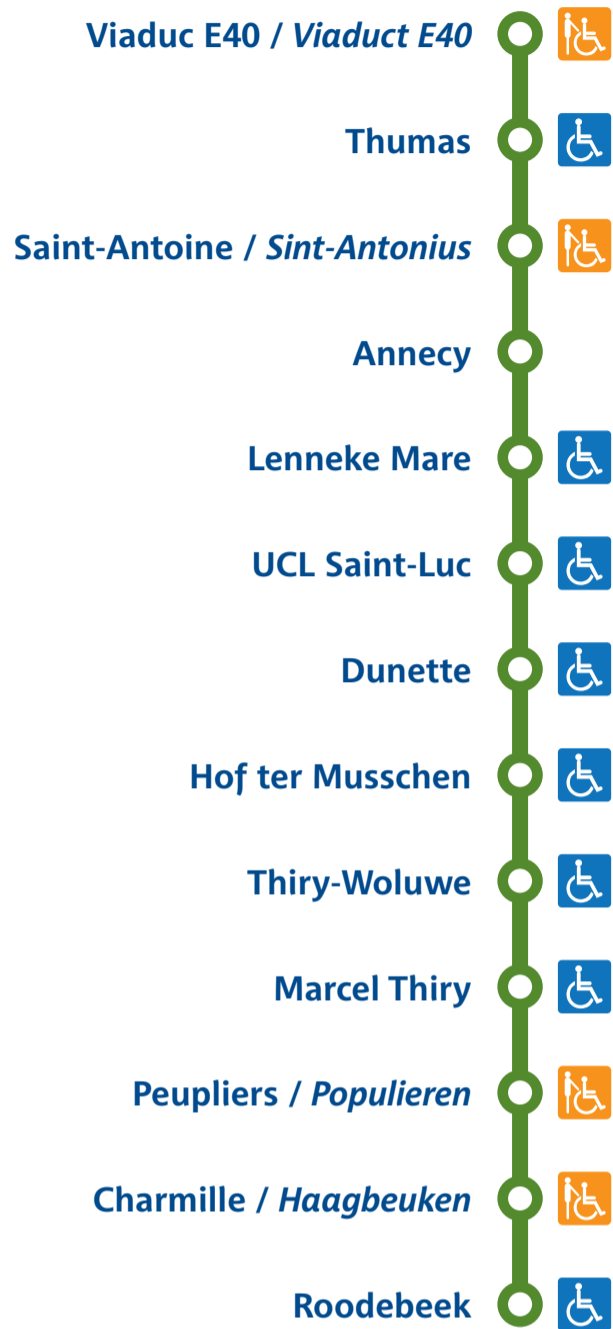 Viaduc E40 / Viaduct E40
Thumas
Saint-Antoine / Sint-Antonius
Annecy
Lenneke Mare
UCL Saint-Luc
Dunette
Hof ter Musschen
Thiry-Woluwe
Marcel Thiry
Peupliers / Populieren
Charmille / Haagbeuken
Roodebeek